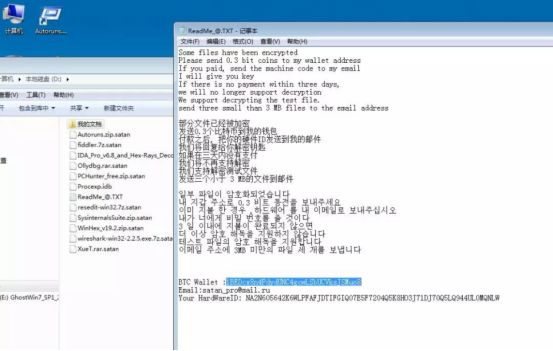 计算机
Autoruns...
ReadMe_@.TXT - 记事本
文件(F) 编辑(E) 格式(O) 查看(V) 帮助(H)
Some files have been encrypted
Please send 0.3 bit coins to my wallet address
If you paid, send the machine code to my email
I will give you key
If there is no payment within three days,
we will no longer support decryption
We support decrypting the test file.
send three small than 3 MB files to the email address
部分文件已经被加密
发送0.3个比特币到我的钱包
付款之后, 把你的硬件ID发送到我的邮件
我们将回复给你解密钥匙
如果在三天内没有支付
我们将不再支持解密
我们支持解密测试文件
发送三个小于 3 MB的文件到邮件
일부 파일이 암호화되었습니다
내 지갑 주소로 0.3 비트 동전을 보내주세요
이미 지불 한 경우, 하드웨어 를 내 이메일로 보내주십시오
내가 너에게 비밀 번호를 줄 것이다
3 일 이내에 지불이 완료되지 않으면
더 이상 암호 해독을 지원하지 않습니다
테스트 파일의 암호 해독을 지원합니다
이메일 주소에 3MB 미만의 파일 세 개를 보냅니다
BTC Wallet :
Email:satan_pro@mail.ru
Your HardWareID:
算机 本地磁盘 (D:)
工具(T) 帮助(H)
包含到库中 共享 新建文件夹
我的文档
Autoruns.zip.satan
fiddler.7z.satan
IDA_Pro_v6.8_and_Hex-Rays_Deco
Ollydbg.rar.satan
PCHunter_free.zip.satan
Procexp.idb
ReadMe_@.TXT
resedit-win32.7z.satan
SysinternalsSuite.zip.satan
WinHex_v19.2.zip.satan
wireshark-win32-2.2.5.exe.7z.satan
XueT.rar.satan
(E:) GhostWin7_SP1_